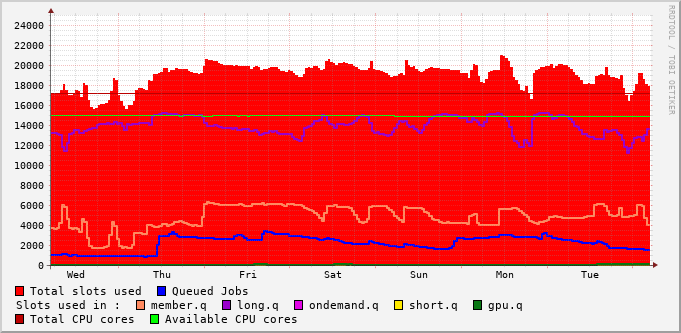 RRDTOOL / TOBI OETIKER
24000
22000
20000
18000
16000
14000
12000
10000
8000
6000
4000
2000
0
Wed Thu Fri Sat Sun Mon Tue
Total slots used Queued Jobs
Slots used in : member.q long.q ondemand.q short.q gpu.q
Total CPU cores Available CPU cores